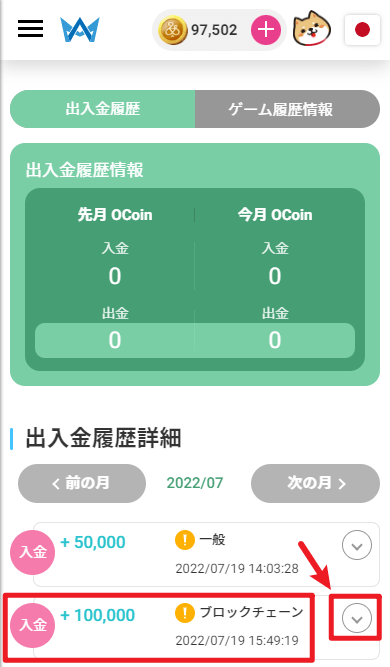 97,502
出入金履歴
ゲーム履歴情報
出入金履歴情報
先月 OCoin
今月 OCoin
入金
入金
0
0
出金
出金
0
0
出入金履歴詳細
< 前の月
2022/07
次の月 >
入金
+ 50,000
! 一般
2022/07/19 14:03:28
入金
+ 100,000
! ブロックチェーン
2022/07/19 15:49:19